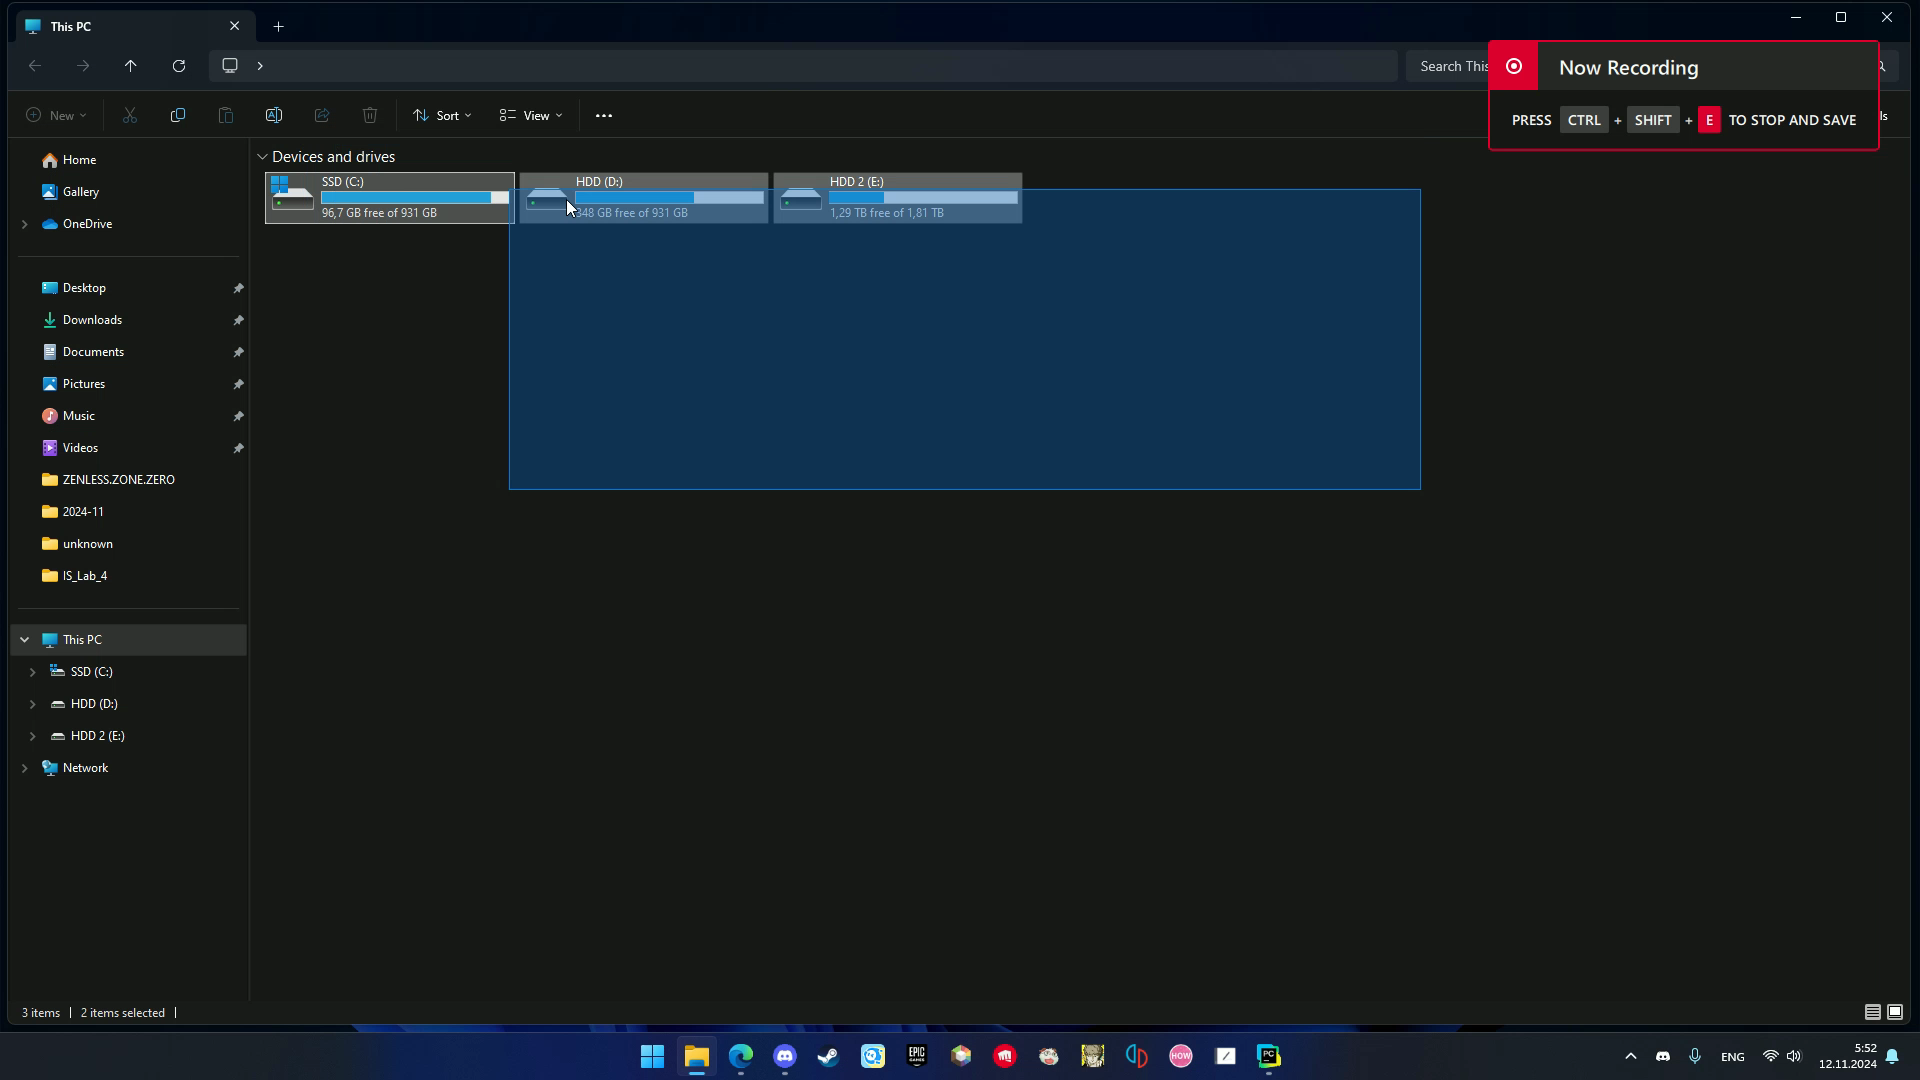 This PC
Search This
Now Recording
PRESS CTRL + SHIFT + E TO STOP AND SAVE
New
Sort
View
Home
Gallery
OneDrive
Desktop
Downloads
Documents
Pictures
Music
Videos
ZENLESS.ZONE.ZERO
2024-11
unknown
IS_Lab_4
This PC
SSD (C:)
HDD (D:)
HDD 2 (E:)
Network
Devices and drives
SSD (C:)
96,7 GB free of 931 GB
HDD (D:)
348 GB free of 931 GB
HDD 2 (E:)
1,29 TB free of 1,81 TB
3 items
2 items selected
EPIC GAMES
HOW
PC
ENG
5:52
12.11.2024